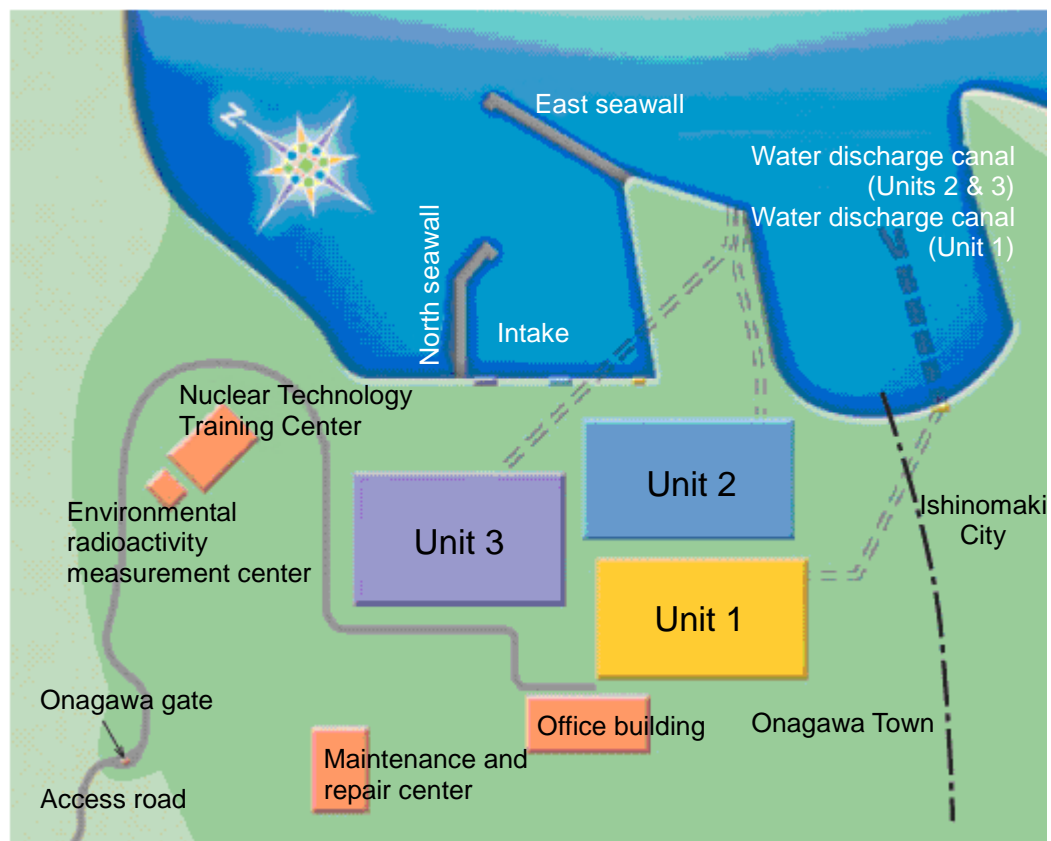 N
East seawall
Water discharge canal
(Units 2 & 3)
Water discharge canal
(Unit 1)
North seawall
Intake
Nuclear Technology
Training Center
Unit 2
Unit 3
Environmental
radioactivity
measurement center
Ishinomaki
City
Unit 1
Onagawa gate
Office building
Onagawa Town
Maintenance and
repair center
Access road